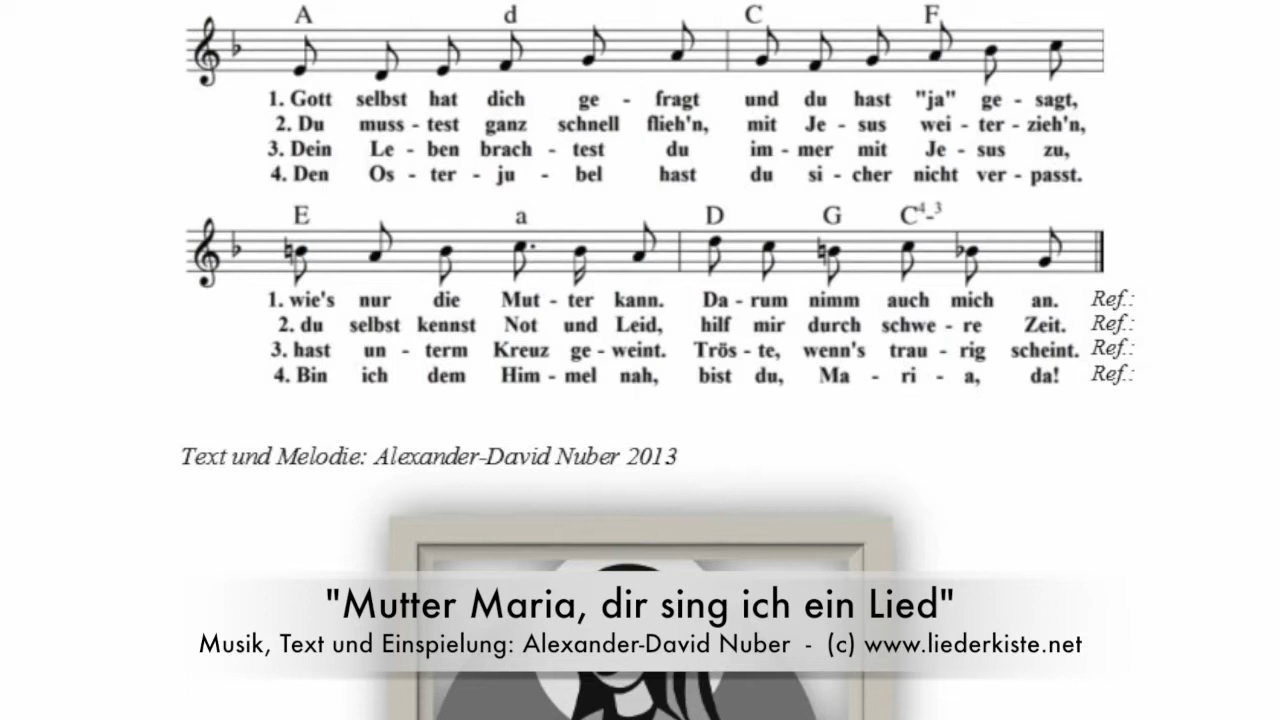 A d C F
1. Gott selbst hat dich ge - fragt und du hast "ja" ge - sagt,
2. Du muss - test ganz schnell flieh'n, mit Je - sus wei - ter - zieh'n,
3. Dein Le - ben brach - test du im - mer mit Je - sus zu,
4. Den Os - ter - ju - bel hast du si - cher nicht ver - passt.
E a D G C4-3
1. wie's nur die Mut - ter kann. Da - rum nimm auch mich an. Ref.:
2. du selbst kennst Not und Leid, hilf mir durch schwe - re Zeit. Ref.:
3. hast un - term Kreuz ge - weint. Trös - te, wenn's trau - rig scheint. Ref.:
4. Bin ich dem Him - mel nah, bist du, Ma - ri - a, da! Ref.:
Text und Melodie: Alexander-David Nuber 2013
"Mutter Maria, dir sing ich ein Lied"
Musik, Text und Einspielung: Alexander-David Nuber - (c) www.liederkiste.net